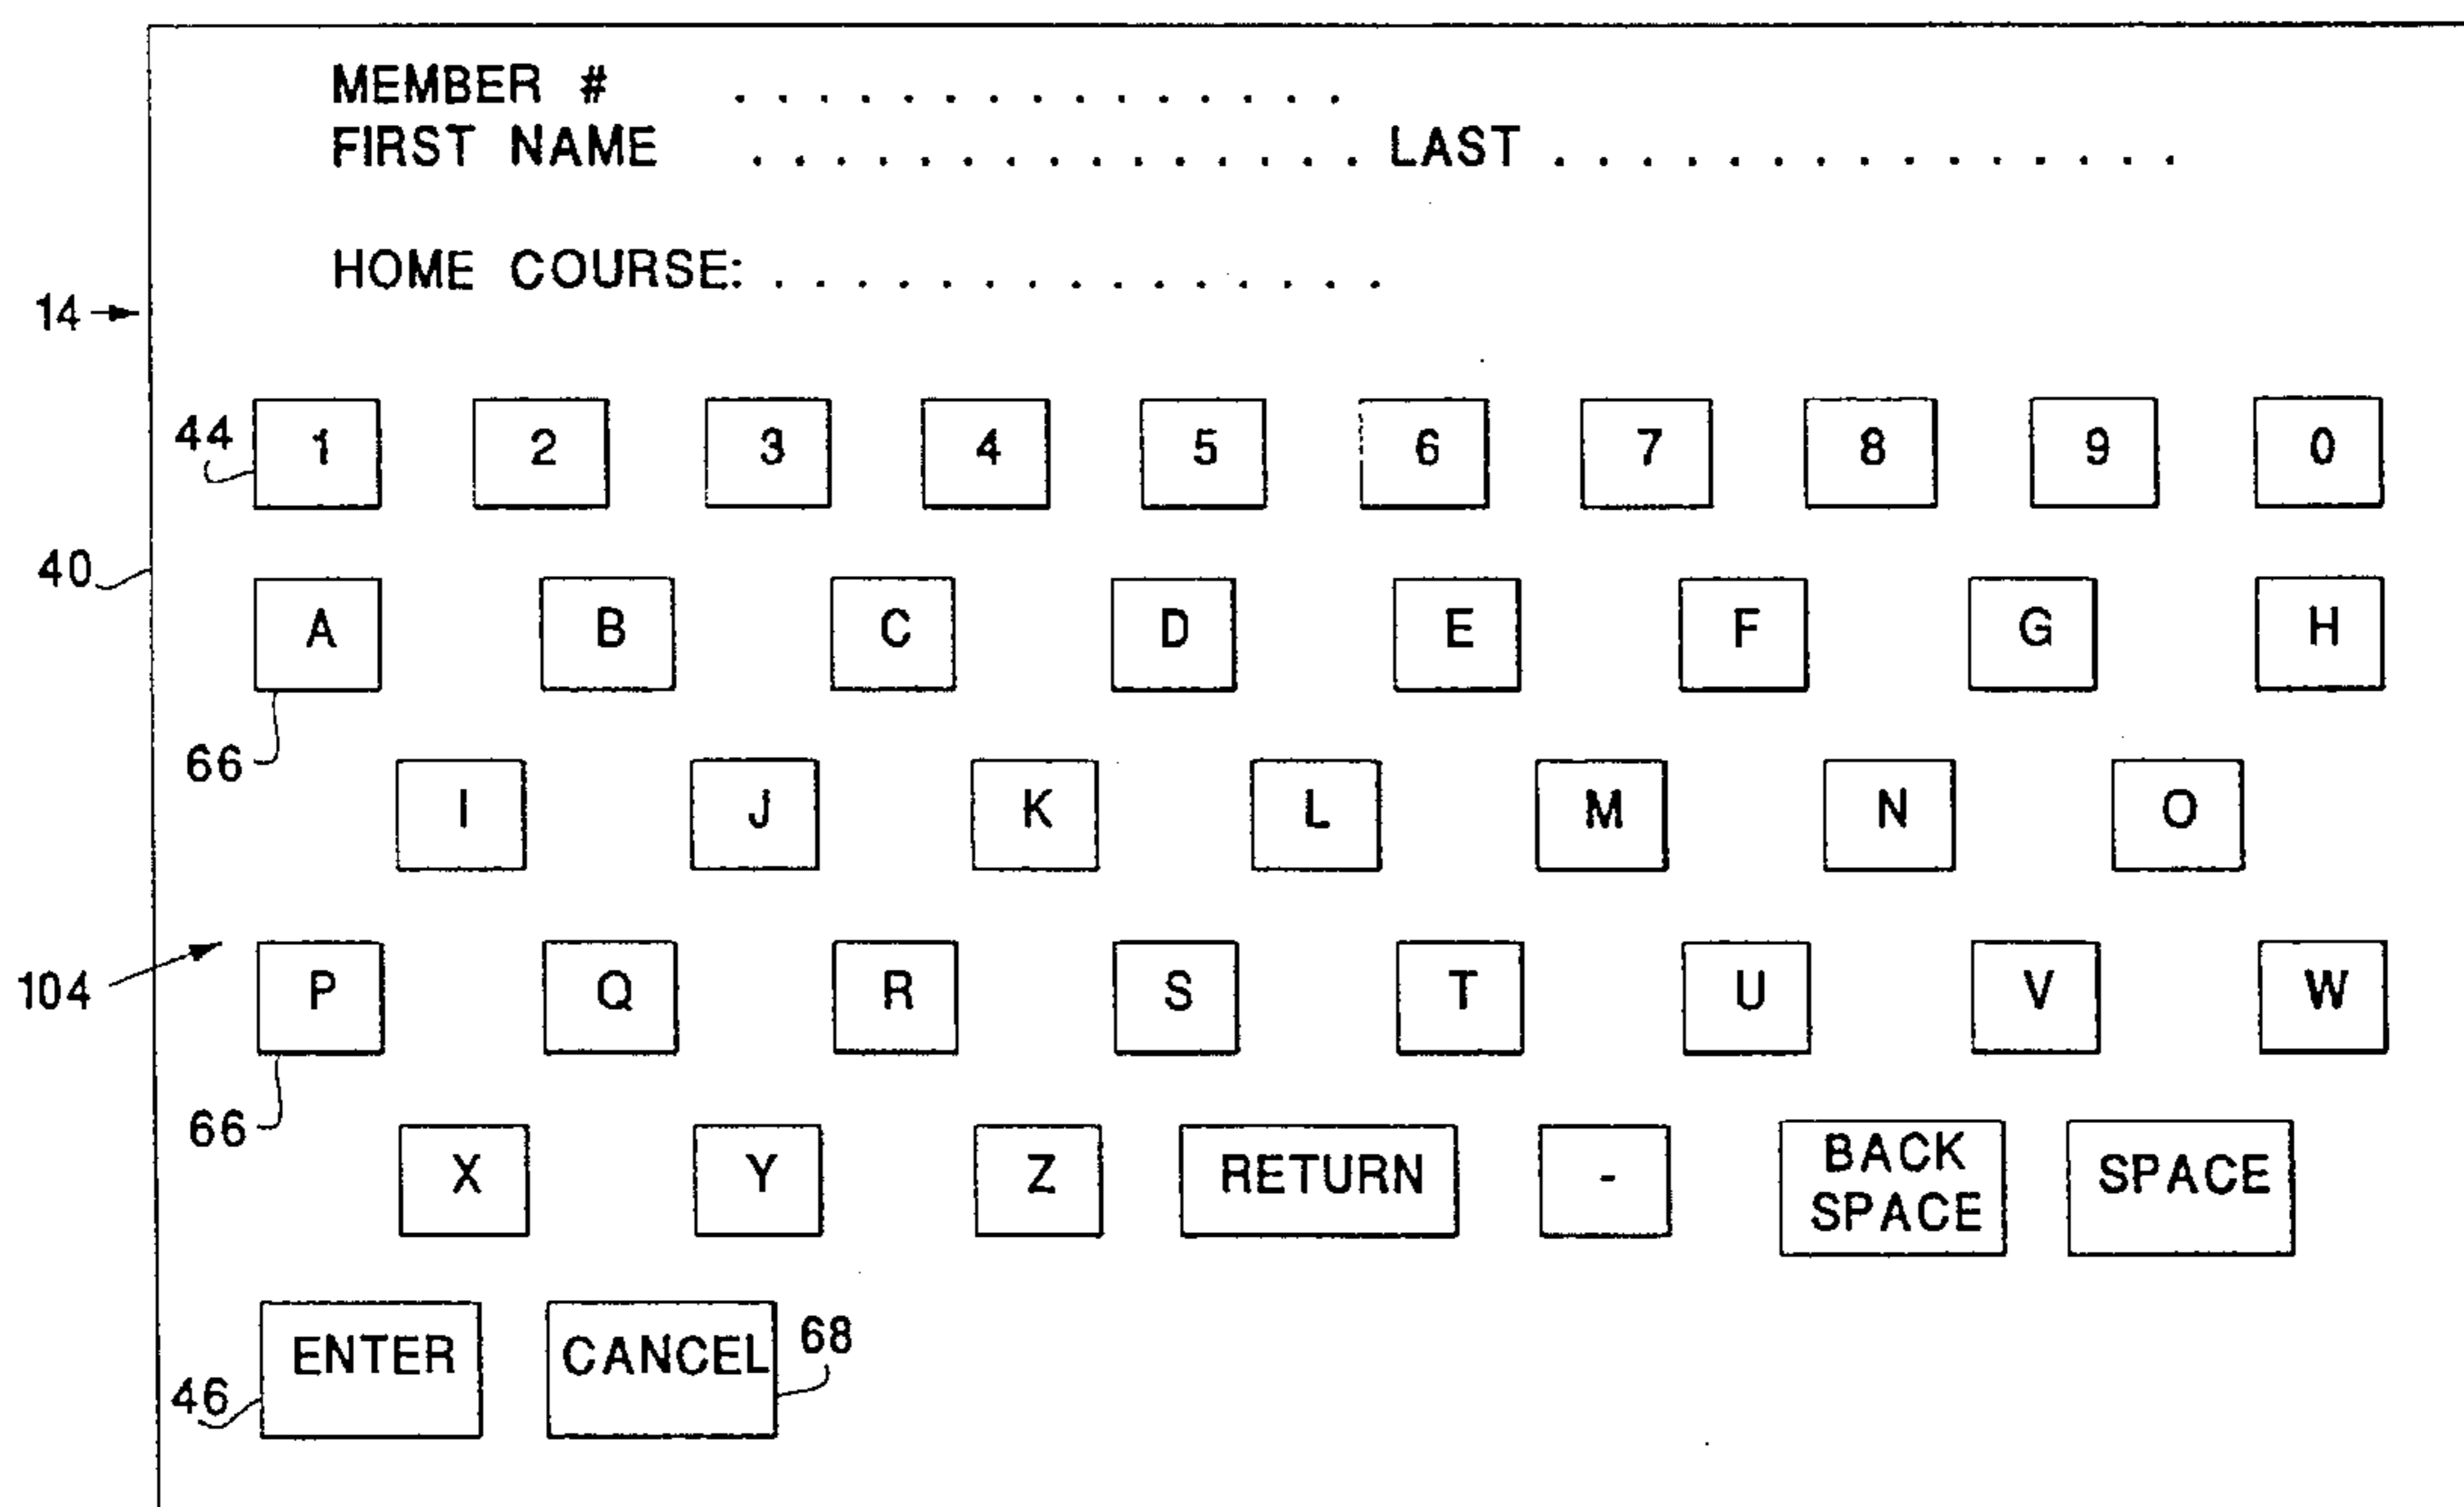 MEMBER # ...............
FIRST NAME ............... LAST ...............
HOME COURSE: ...............
14
44 1 2 3 4 5 6 7 8 9 0
40
A B C D E F G H
66
I J K L M N O
104 P Q R S T U V W
66
X Y Z RETURN - BACK SPACE SPACE
ENTER CANCEL 68
46